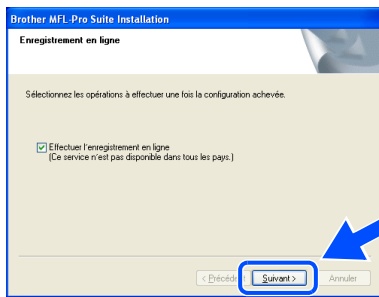 Brother MFL-Pro Suite Installation
Enregistrement en ligne
Sélectionnez les opérations à effectuer une fois la configuration achevée.
Effectuer l'enregistrement en ligne
(Ce service n'est pas disponible dans tous les pays.)
< Précédent Suivant > Annuler